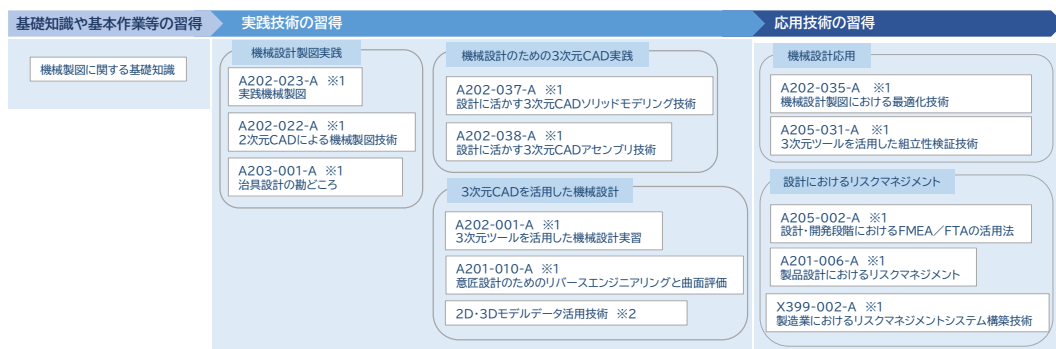 基礎知識や基本作業等の習得
実践技術の習得
応用技術の習得
機械製図に関する基礎知識
機械設計製図実践
A202-023-A ※1
実践機械製図
A202-022-A ※1
2次元CADによる機械製図技術
A203-001-A ※1
治具設計の勘どころ
機械設計のための3次元CAD実践
A202-037-A ※1
設計に活かす3次元CADソリッドモデリング技術
A202-038-A ※1
設計に活かす3次元CADアセンブリ技術
3次元CADを活用した機械設計
A202-001-A ※1
3次元ツールを活用した機械設計実習
A201-010-A ※1
意匠設計のためのリバースエンジニアリングと曲面評価
2D・3Dモデルデータ活用技術 ※2
機械設計応用
A202-035-A ※1
機械設計製図における最適化技術
A205-031-A ※1
3次元ツールを活用した組立性検証技術
設計におけるリスクマネジメント
A205-002-A ※1
設計・開発段階におけるFMEA/FTAの活用法
A201-006-A ※1
製品設計におけるリスクマネジメント
X399-002-A ※1
製造業におけるリスクマネジメントシステム構築技術